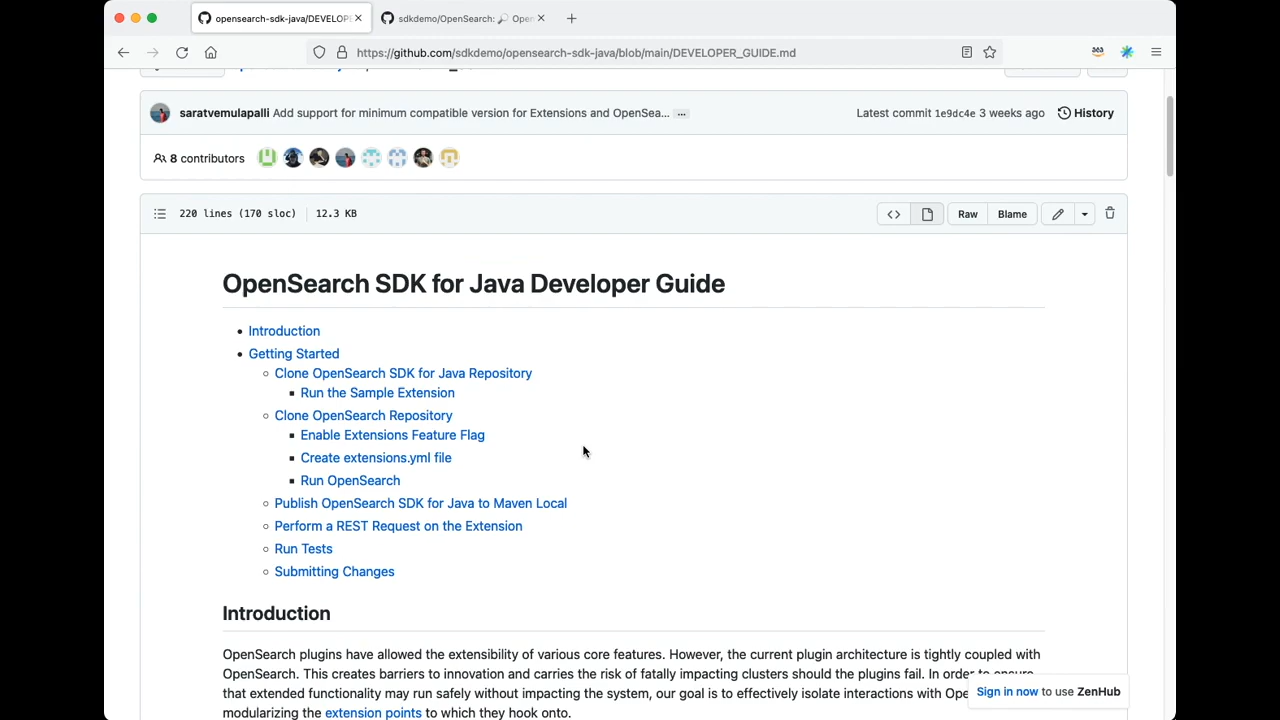 opensearch-sdk-java/DEVELOP
sdkdemo/OpenSearch: 🔎 Open
https://github.com/sdkdemo/opensearch-sdk-java/blob/main/DEVELOPER_GUIDE.md
saratvemulapalli Add support for minimum compatible version for Extensions and OpenSea... ... Latest commit 1e9dc4e 3 weeks ago History
8 contributors
220 lines (170 sloc) 12.3 KB Raw Blame
OpenSearch SDK for Java Developer Guide
• Introduction
• Getting Started
◦ Clone OpenSearch SDK for Java Repository
▪ Run the Sample Extension
◦ Clone OpenSearch Repository
▪ Enable Extensions Feature Flag
▪ Create extensions.yml file
▪ Run OpenSearch
◦ Publish OpenSearch SDK for Java to Maven Local
◦ Perform a REST Request on the Extension
◦ Run Tests
◦ Submitting Changes
Introduction
OpenSearch plugins have allowed the extensibility of various core features. However, the current plugin architecture is tightly coupled with
OpenSearch. This creates barriers to innovation and carries the risk of fatally impacting clusters should the plugins fail. In order to ensure
that extended functionality may run safely without impacting the system, our goal is to effectively isolate interactions with Ope
modularizing the extension points to which they hook onto.
Sign in now to use ZenHub